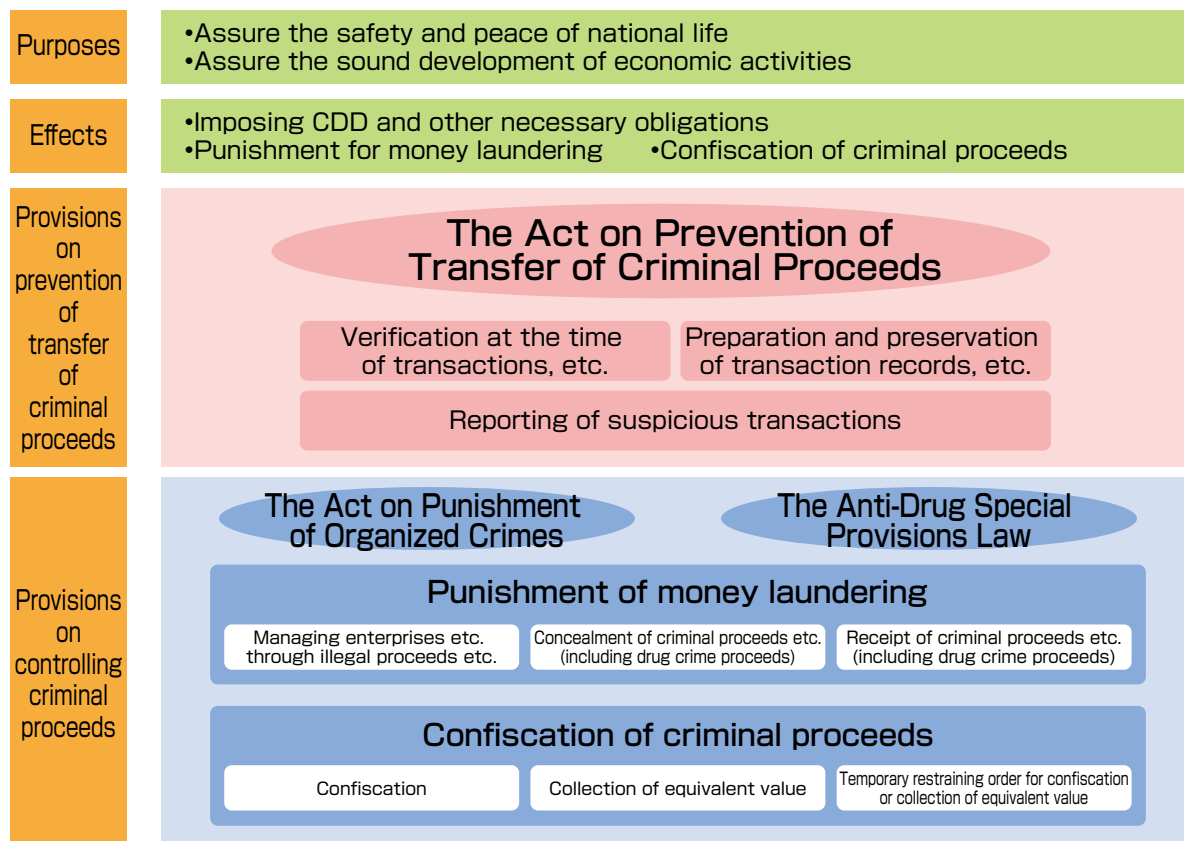 Purposes
•Assure the safety and peace of national life
•Assure the sound development of economic activities
Effects
•Imposing CDD and other necessary obligations
•Punishment for money laundering •Confiscation of criminal proceeds
Provisions
on
prevention
of
transfer
of
criminal
proceeds
The Act on Prevention of
Transfer of Criminal Proceeds
Verification at the time
of transactions, etc.
Preparation and preservation
of transaction records, etc.
Reporting of suspicious transactions
Provisions
on
controlling
criminal
proceeds
The Act on Punishment
of Organized Crimes
The Anti-Drug Special
Provisions Law
Punishment of money laundering
Managing enterprises etc.
through illegal proceeds etc.
Concealment of criminal proceeds etc.
(including drug crime proceeds)
Receipt of criminal proceeds etc.
(including drug crime proceeds)
Confiscation of criminal proceeds
Confiscation
Collection of equivalent value
Temporary restraining order for confiscation
or collection of equivalent value